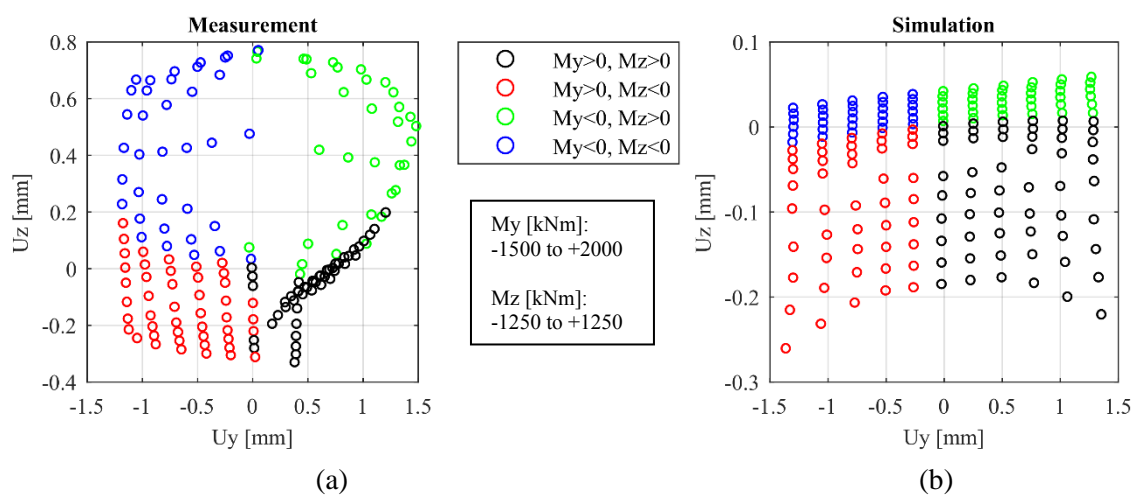 Measurement
0.8
0.6
0.4
0.2
0
-0.2
-0.4
Uz [mm]
-1.5 -1 -0.5 0 0.5 1 1.5
Uy [mm]
(a)
My>0, Mz>0
My>0, Mz<0
My<0, Mz>0
My<0, Mz<0
My [kNm]:
-1500 to +2000
Mz [kNm]:
-1250 to +1250
Simulation
0.1
0
-0.1
-0.2
-0.3
Uz [mm]
-1.5 -1 -0.5 0 0.5 1 1.5
Uy [mm]
(b)